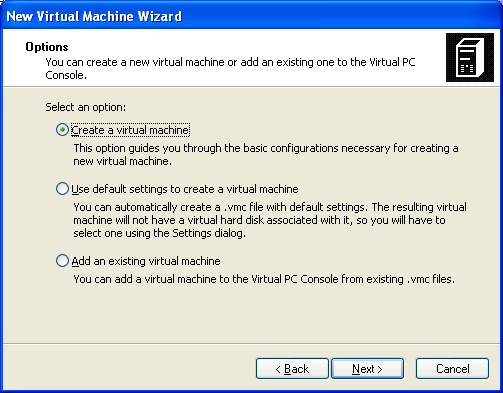 New Virtual Machine Wizard
Options
You can create a new virtual machine or add an existing one to the Virtual PC
Console.
Select an option:
Create a virtual machine
This option guides you through the basic configurations necessary for creating a
new virtual machine.
Use default settings to create a virtual machine
You can automatically create a .vmc file with default settings. The resulting virtual
machine will not have a virtual hard disk associated with it, so you will have to
select one using the Settings dialog.
Add an existing virtual machine
You can add a virtual machine to the Virtual PC Console from existing .vmc files.
< Back
Next >
Cancel